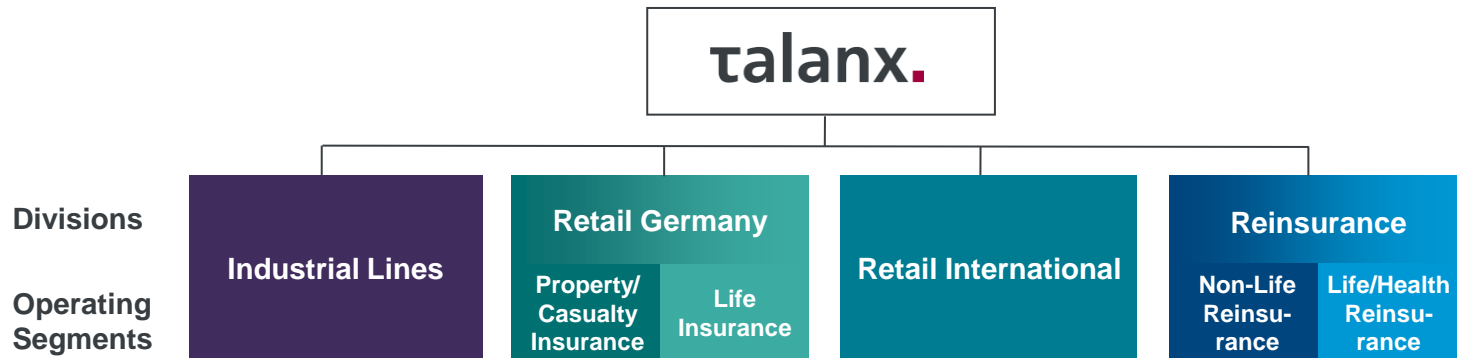 τalanx.
Divisions
Operating
Segments
Industrial Lines
Retail Germany
Property/
Casualty
Insurance
Life
Insurance
Retail International
Reinsurance
Non-Life
Reinsu-
rance
Life/Health
Reinsu-
rance